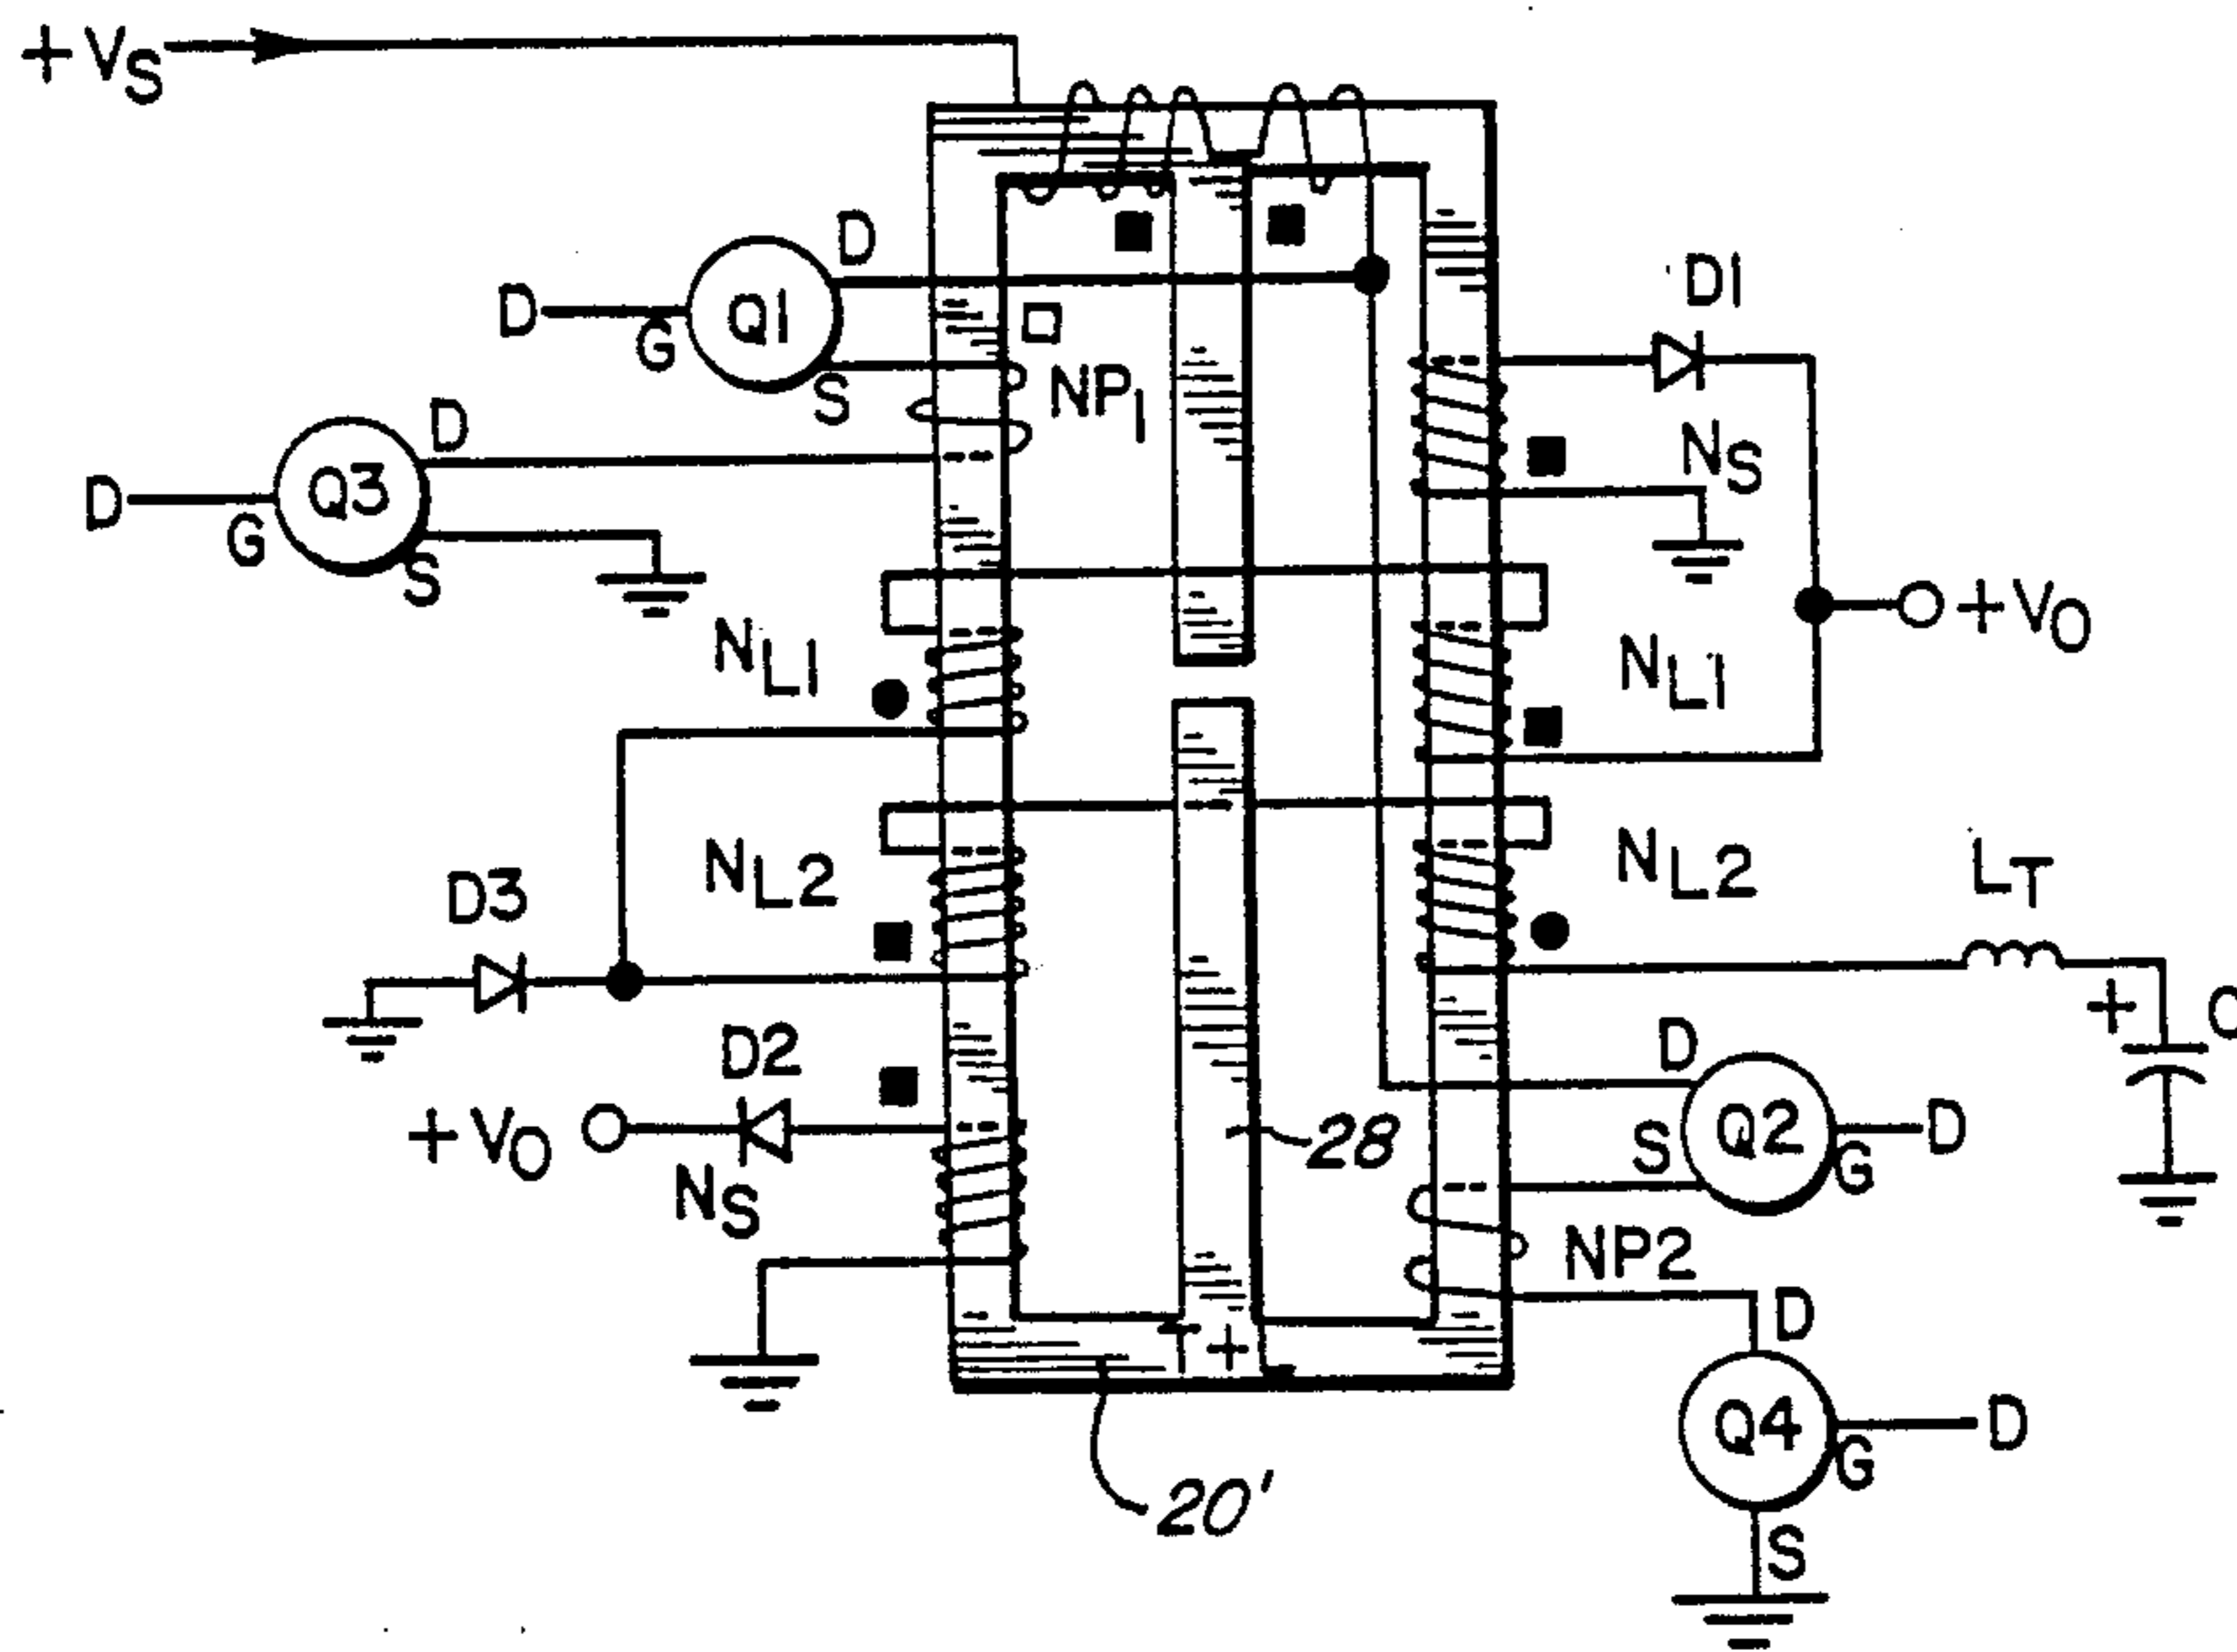 +VS
D
D G Q1
S
NP1
D1
D
D G Q3
S
NS
+VO
NL1
NL1
NL2
NL2
LT
D3
+ C
D2
+VO
NS
28
D
S Q2 G D
NP2
D
Q4 G D
S
+
20'